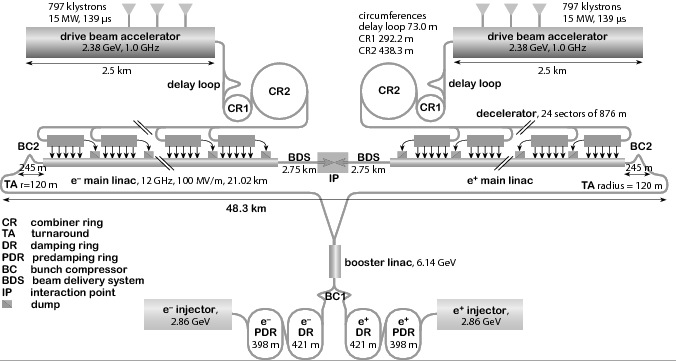 797 klystrons
15 MW, 139 µs
drive beam accelerator
2.38 GeV, 1.0 GHz
2.5 km
delay loop
CR1
CR2
circumferences
delay loop 73.0 m
CR1 292.2 m
CR2 438.3 m
797 klystrons
15 MW, 139 µs
drive beam accelerator
2.38 GeV, 1.0 GHz
2.5 km
delay loop
CR2
CR1
decelerator, 24 sectors of 876 m
BC2
245 m
TA r=120 m
e⁻ main linac, 12 GHz, 100 MV/m, 21.02 km
BDS
2.75 km
IP
BDS
2.75 km
e⁺ main linac
BC2
245 m
TA radius = 120 m
48.3 km
CR combiner ring
TA turnaround
DR damping ring
PDR predamping ring
BC bunch compressor
BDS beam delivery system
IP interaction point
dump
booster linac, 6.14 GeV
BC1
e⁻ injector,
2.86 GeV
e⁻
PDR
398 m
e⁻
DR
421 m
e⁺
DR
421 m
e⁺
PDR
398 m
e⁺ injector,
2.86 GeV